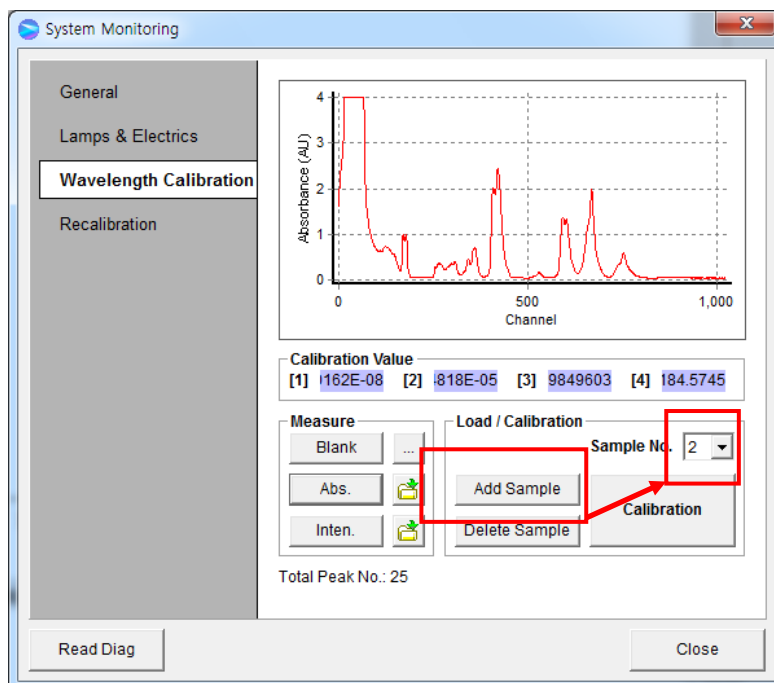 System Monitoring
General
Lamps & Electrics
Wavelength Calibration
Recalibration
Absorbance (AU)
4
3
2
1
0
0 500 1,000
Channel
Calibration Value
[1] 162E-08 [2] 818E-05 [3] 9849603 [4] 184.5745
Measure
Blank ...
Abs.
Inten.
Load / Calibration
Sample No. 2
Add Sample
Calibration
Delete Sample
Total Peak No.: 25
Read Diag
Close